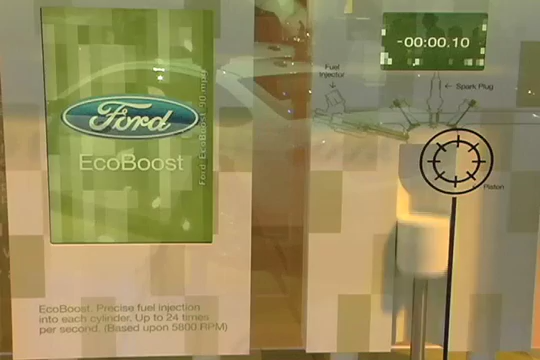 Ford
EcoBoost
Ford EcoBoost 90 mph
EcoBoost. Precise fuel injection
into each cylinder. Up to 24 times
per second. (Based upon 5800 RPM)
-00:00.10
Fuel
Injector
← Spark Plug
Piston